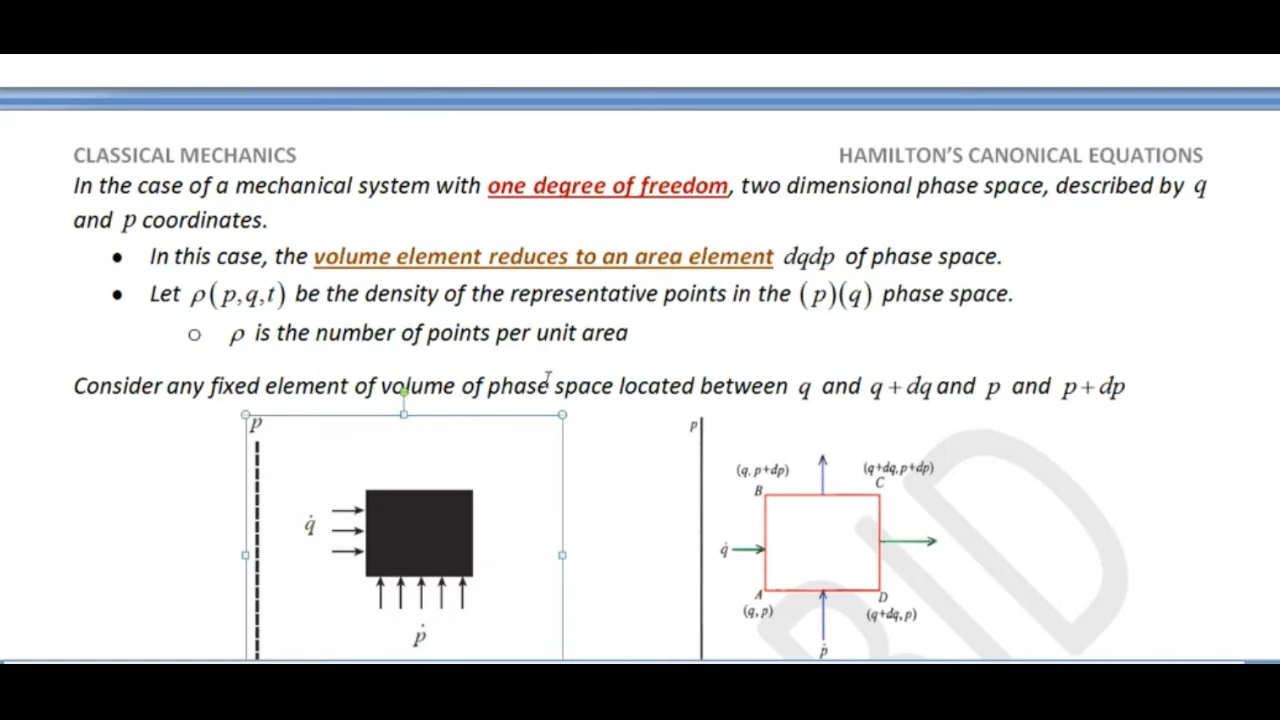 CLASSICAL MECHANICS HAMILTON'S CANONICAL EQUATIONS
In the case of a mechanical system with one degree of freedom, two dimensional phase space, described by q
and p coordinates.
• In this case, the volume element reduces to an area element dqdp of phase space.
• Let ρ(p,q,t) be the density of the representative points in the (p)(q) phase space.
o ρ is the number of points per unit area
Consider any fixed element of volume of phase space located between q and q+dq and p and p+dp
p
q̇
ṗ
p
(q, p+dp) (q+dq, p+dp)
B C
q̇
A D
(q, p) (q+dq, p)
ṗ
RID